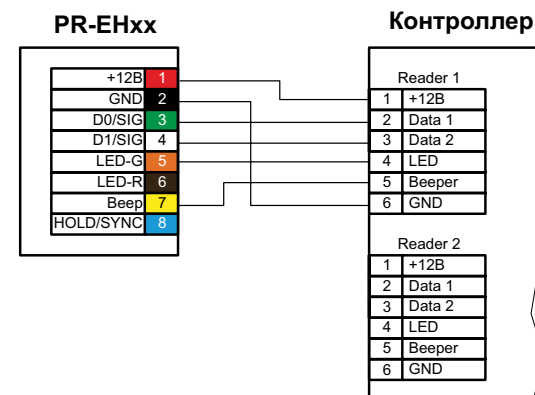 PR-EHxx
Контроллер
+12В 1
GND 2
D0/SIG 3
D1/SIG 4
LED-G 5
LED-R 6
Beep 7
HOLD/SYNC 8
Reader 1
1 +12В
2 Data 1
3 Data 2
4 LED
5 Beeper
6 GND
Reader 2
1 +12В
2 Data 1
3 Data 2
4 LED
5 Beeper
6 GND